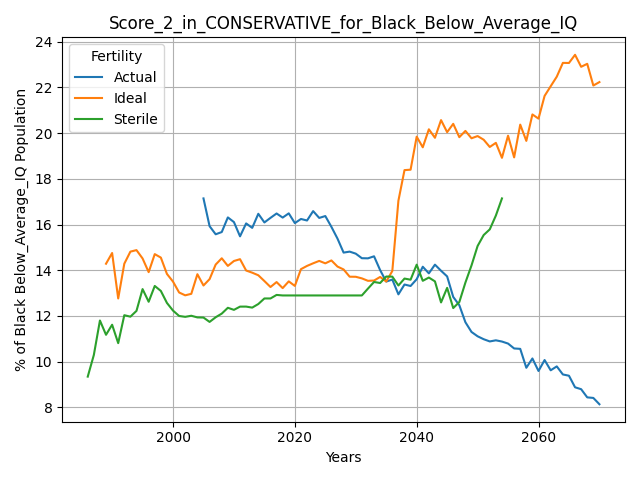 Score_2_in_CONSERVATIVE_for_Black_Below_Average_IQ
Fertility
Actual
Ideal
Sterile
% of Black Below_Average_IQ Population
24
22
20
18
16
14
12
10
8
2000 2020 2040 2060
Years